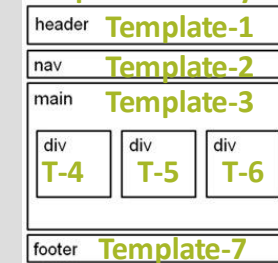 header Template-1
nav Template-2
main Template-3
div div div
T-4 T-5 T-6
footer Template-7